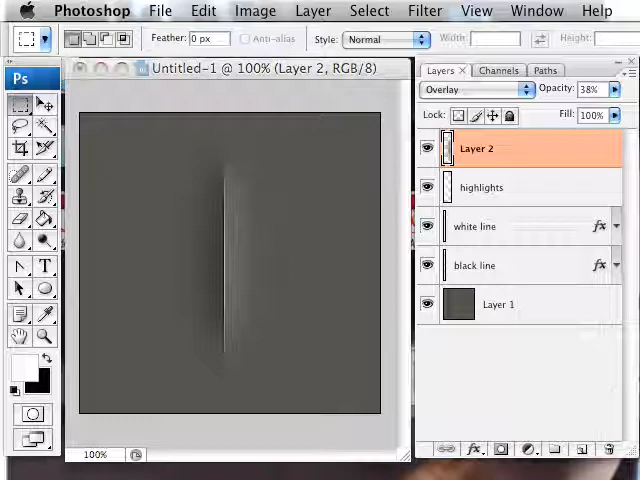 Photoshop File Edit Image Layer Select Filter View Window Help
Feather: 0 px Anti-alias Style: Normal Width: Height:
Ps
Untitled-1 @ 100% (Layer 2, RGB/8)
Layers x Channels Paths
Overlay Opacity: 38%
Lock: Fill: 100%
Layer 2
highlights
white line fx
black line fx
Layer 1
T
100%
fx